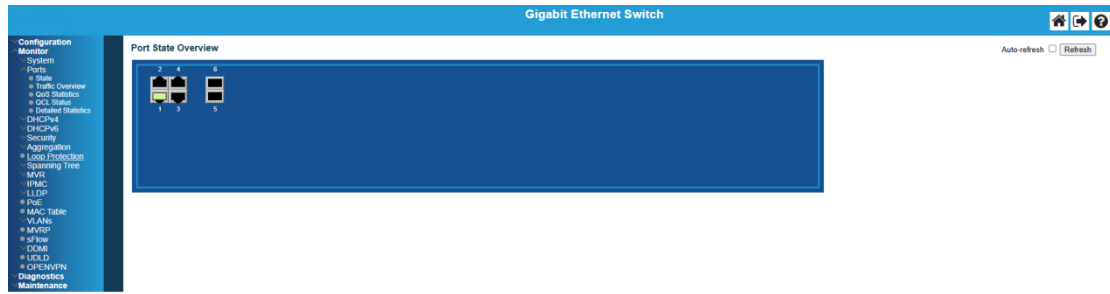 Gigabit Ethernet Switch
Configuration
Monitor
System
Ports
State
Traffic Overview
QoS Statistics
QCL Status
Detailed Statistics
DHCPv4
DHCPv6
Security
Aggregation
Loop Protection
Spanning Tree
MVR
IPMC
LLDP
PoE
MAC Table
VLANs
MVRP
sFlow
DDMI
UDLD
OPENVPN
Diagnostics
Maintenance
Port State Overview
Auto-refresh Refresh
2 4 6
1 3 5